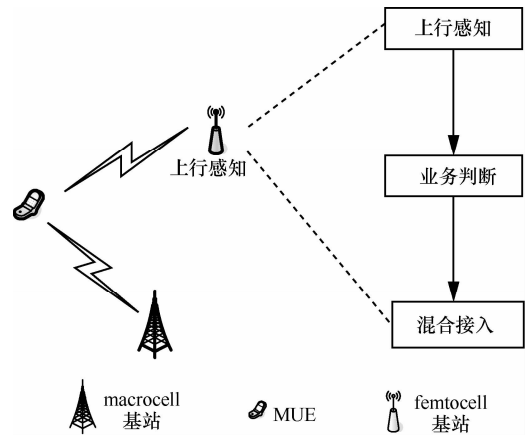 上行感知
上行感知
业务判断
混合接入
macrocell
基站
MUE
femtocell
基站